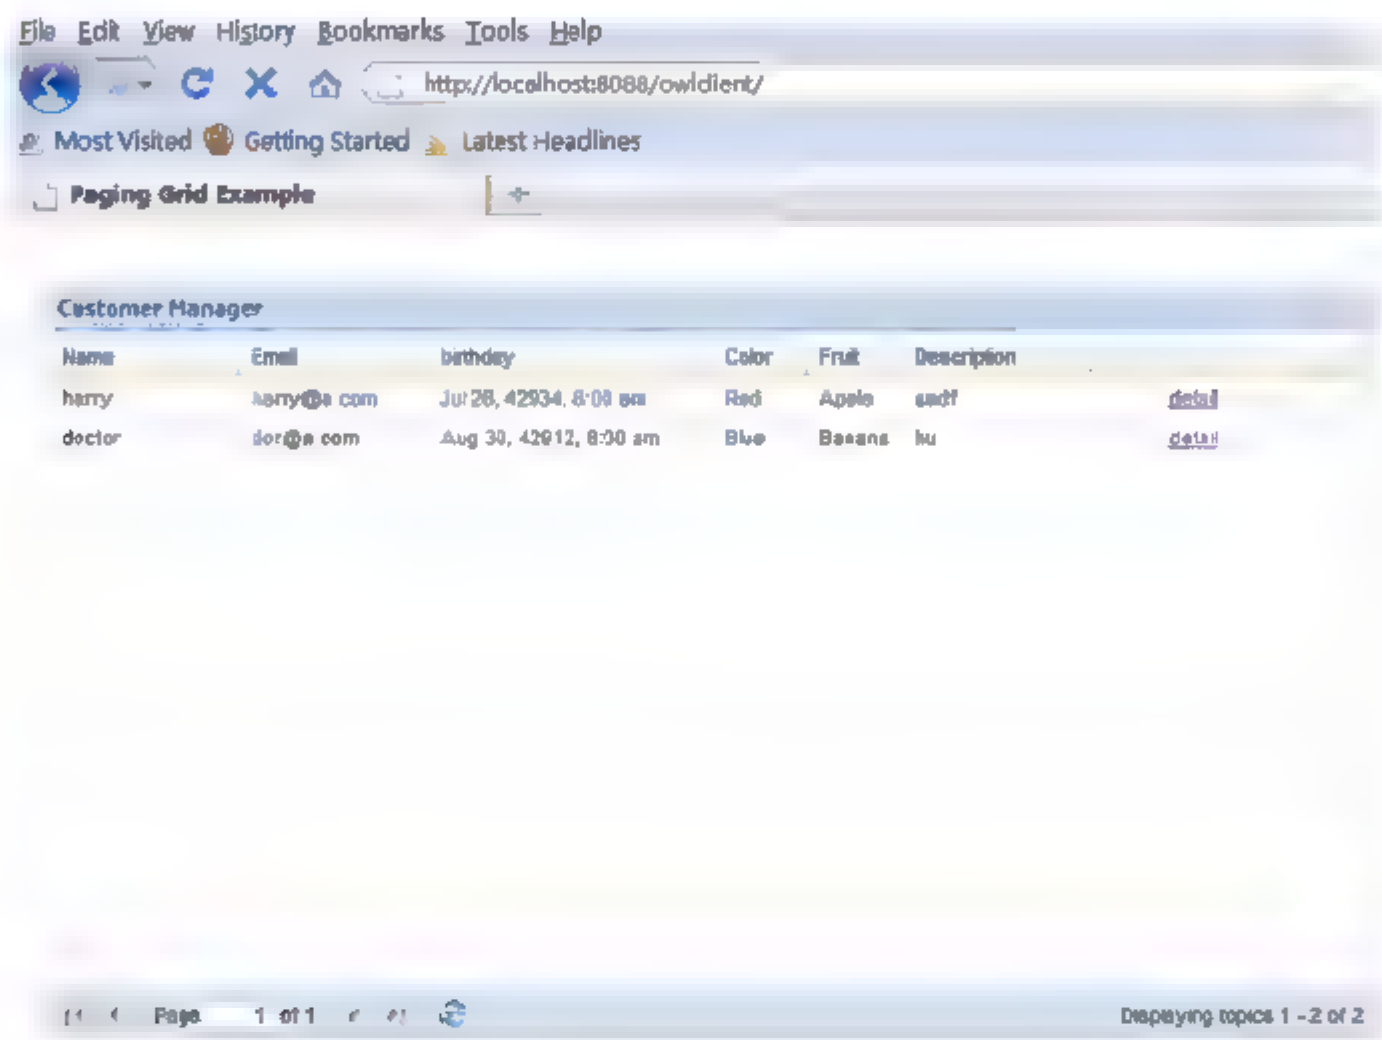 File Edit View History Bookmarks Tools Help
http://localhost:8088/owlclient/
Most Visited Getting Started Latest Headlines
Paging Grid Example
Customer Manager
Name Email birthday Color Fruit Description
harry harry@a.com Jul 28, 42934, 8:00 am Red Apple detail
doctor Aug 30, 42912, 8:00 am Blue Banana hu detail
Page 1 of 1 Displaying topics 1 - 2 of 2